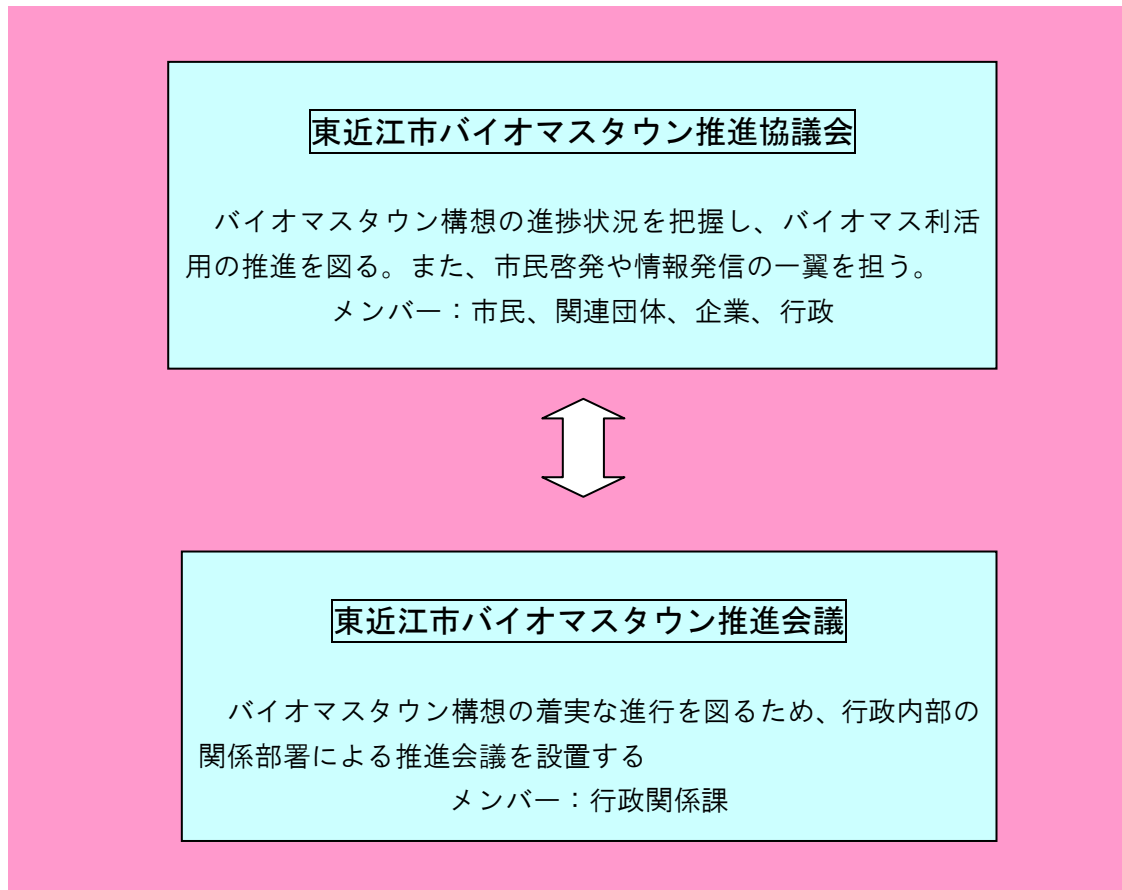 東近江市バイオマスタウン推進協議会
バイオマスタウン構想の進捗状況を把握し、バイオマス利活
用の推進を図る。また、市民啓発や情報発信の一翼を担う。
メンバー：市民、関連団体、企業、行政
東近江市バイオマスタウン推進会議
バイオマスタウン構想の着実な進行を図るため、行政内部の
関係部署による推進会議を設置する
メンバー：行政関係課